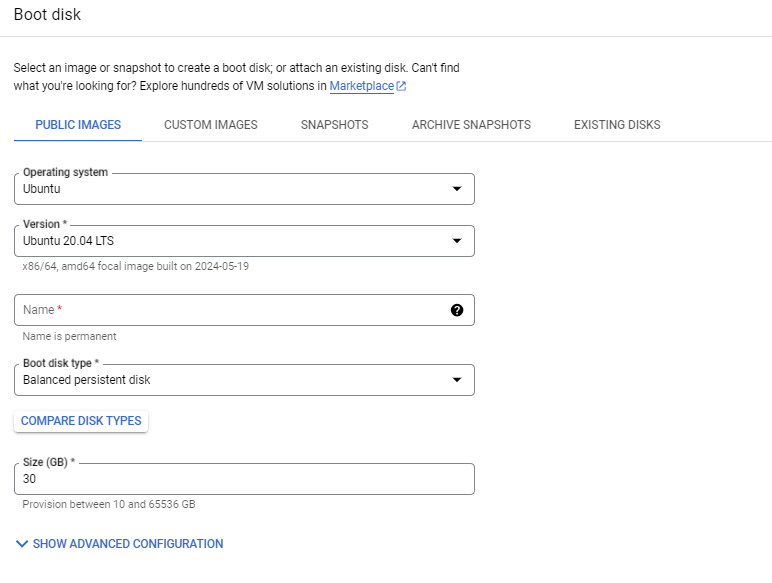 Boot disk
Select an image or snapshot to create a boot disk; or attach an existing disk. Can't find
what you're looking for? Explore hundreds of VM solutions in Marketplace
PUBLIC IMAGES CUSTOM IMAGES SNAPSHOTS ARCHIVE SNAPSHOTS EXISTING DISKS
Operating system
Ubuntu
Version *
Ubuntu 20.04 LTS
x86/64, amd64 focal image built on 2024-05-19
Name *
Name is permanent
Boot disk type *
Balanced persistent disk
COMPARE DISK TYPES
Size (GB) *
30
Provision between 10 and 65536 GB
SHOW ADVANCED CONFIGURATION